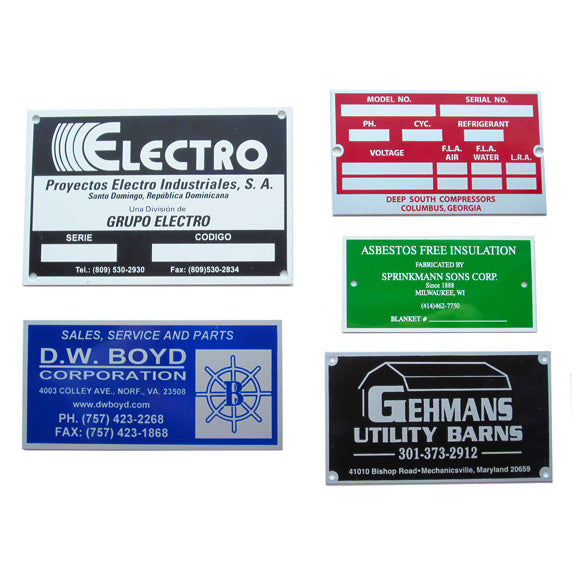 ELECTRO
Proyectos Electro Industriales, S. A.
Santo Domingo, República Dominicana
Una División de
GRUPO ELECTRO
SERIE CODIGO
Tel.: (809) 530-2930 Fax: (809)530-2834
MODEL NO. SERIAL NO.
PH. CYC. REFRIGERANT
VOLTAGE F.L.A. AIR F.L.A. WATER L.R.A.
DEEP SOUTH COMPRESSORS
COLUMBUS, GEORGIA
ASBESTOS FREE INSULATION
FABRICATED BY
SPRINKMANN SONS CORP.
Since 1888
MILWAUKEE, WI
(414)462-7750
BLANKET #
SALES, SERVICE AND PARTS
D.W. BOYD
CORPORATION
4003 COLLEY AVE., NORF., VA. 23508
www.dwboyd.com
PH. (757) 423-2268
FAX: (757) 423-1868
B
GEHMANS
UTILITY BARNS
301-373-2912
41010 Bishop Road•Mechanicsville, Maryland 20659